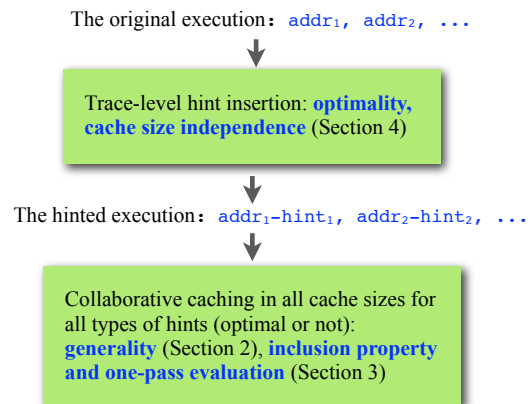 The original execution: addr₁, addr₂, ...
Trace-level hint insertion: optimality,
cache size independence (Section 4)
The hinted execution: addr₁-hint₁, addr₂-hint₂, ...
Collaborative caching in all cache sizes for
all types of hints (optimal or not):
generality (Section 2), inclusion property
and one-pass evaluation (Section 3)